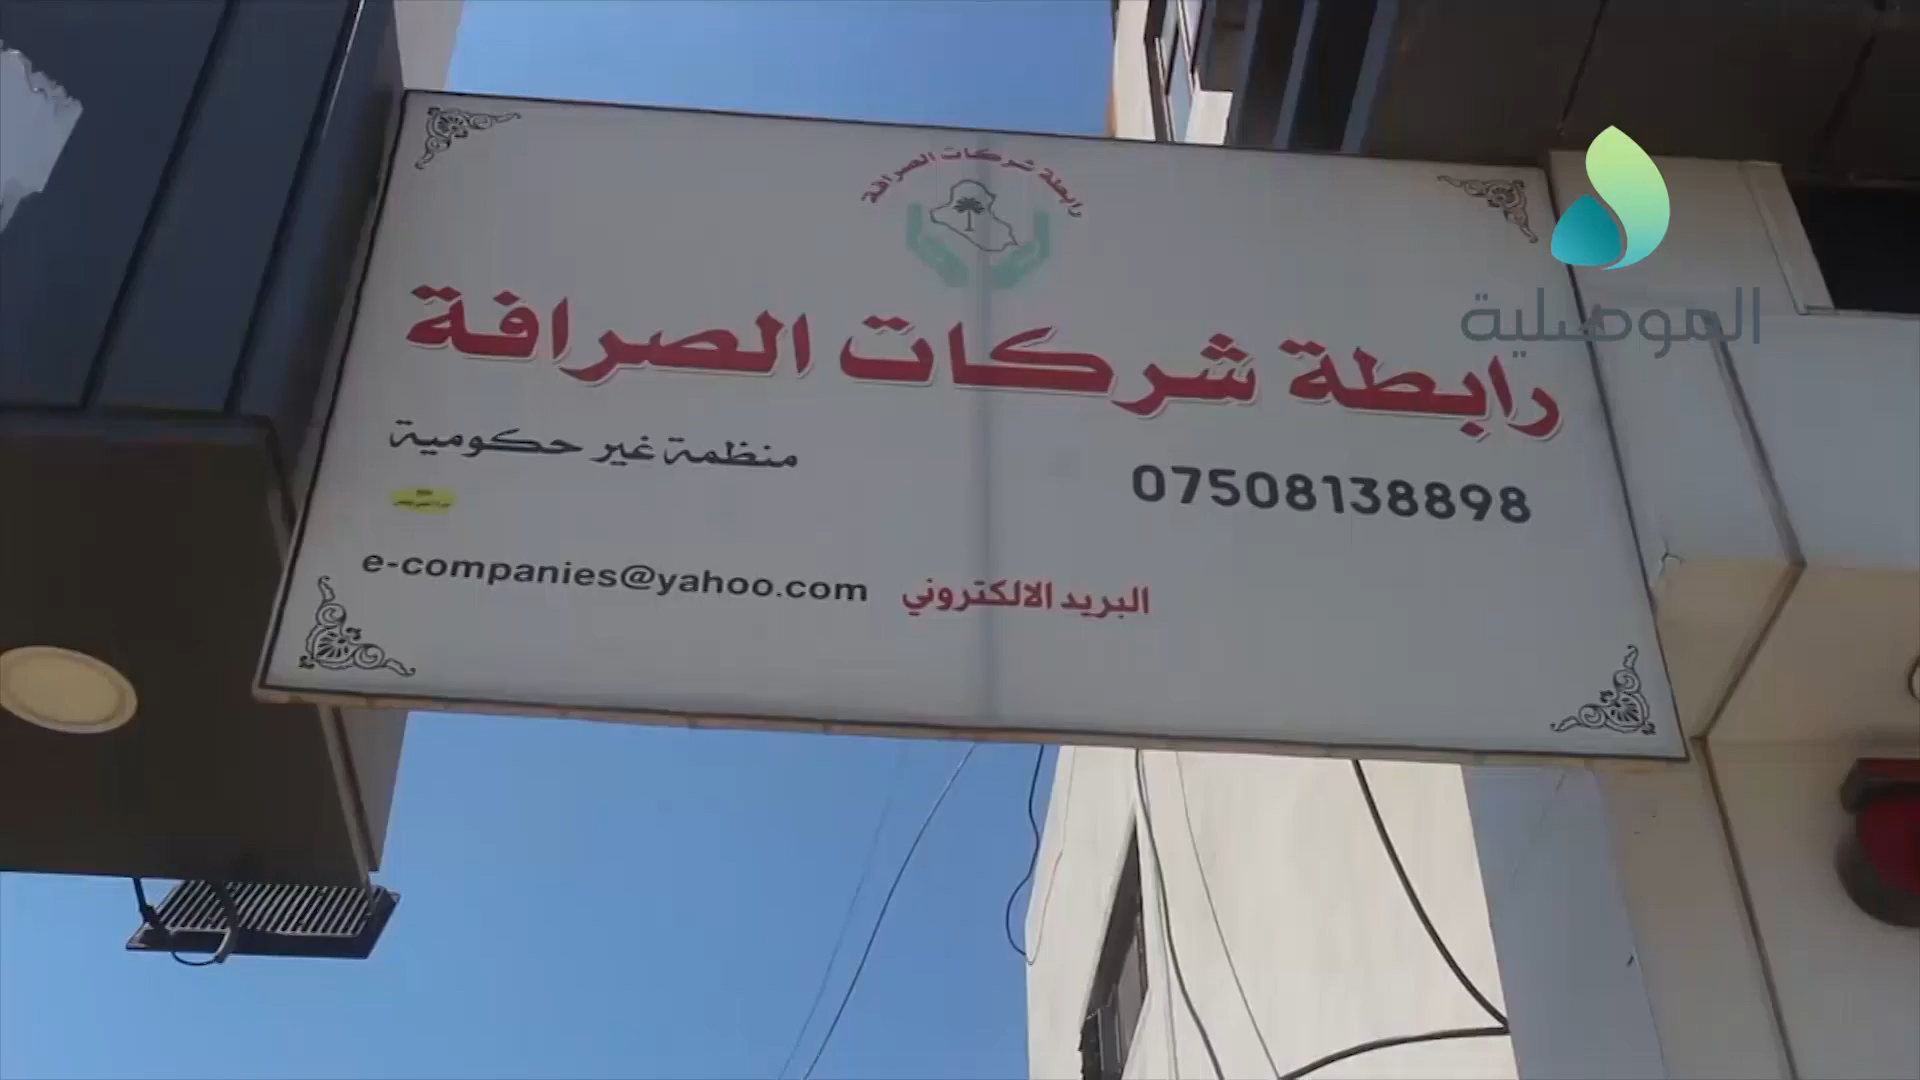 رابطة شركات الصرافة
رابطة شركات الصرافة
منظمة غير حكومية
07508138898
البريد الالكتروني e-companies@yahoo.com
الموصلية